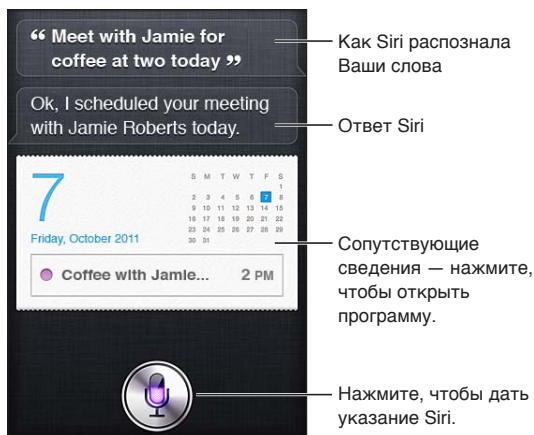 “ Meet with Jamie for
coffee at two today ”
Как Siri распознала
Ваши слова
Ok, I scheduled your meeting
with Jamie Roberts today.
Ответ Siri
7
Friday, October 2011
S M T W T F S
1
2 3 4 5 6 7 8
9 10 11 12 13 14 15
16 17 18 19 20 21 22
23 24 25 26 27 28 29
30 31
Coffee with Jamie... 2 PM
Сопутствующие
сведения — нажмите,
чтобы открыть
программу.
Нажмите, чтобы дать
указание Siri.